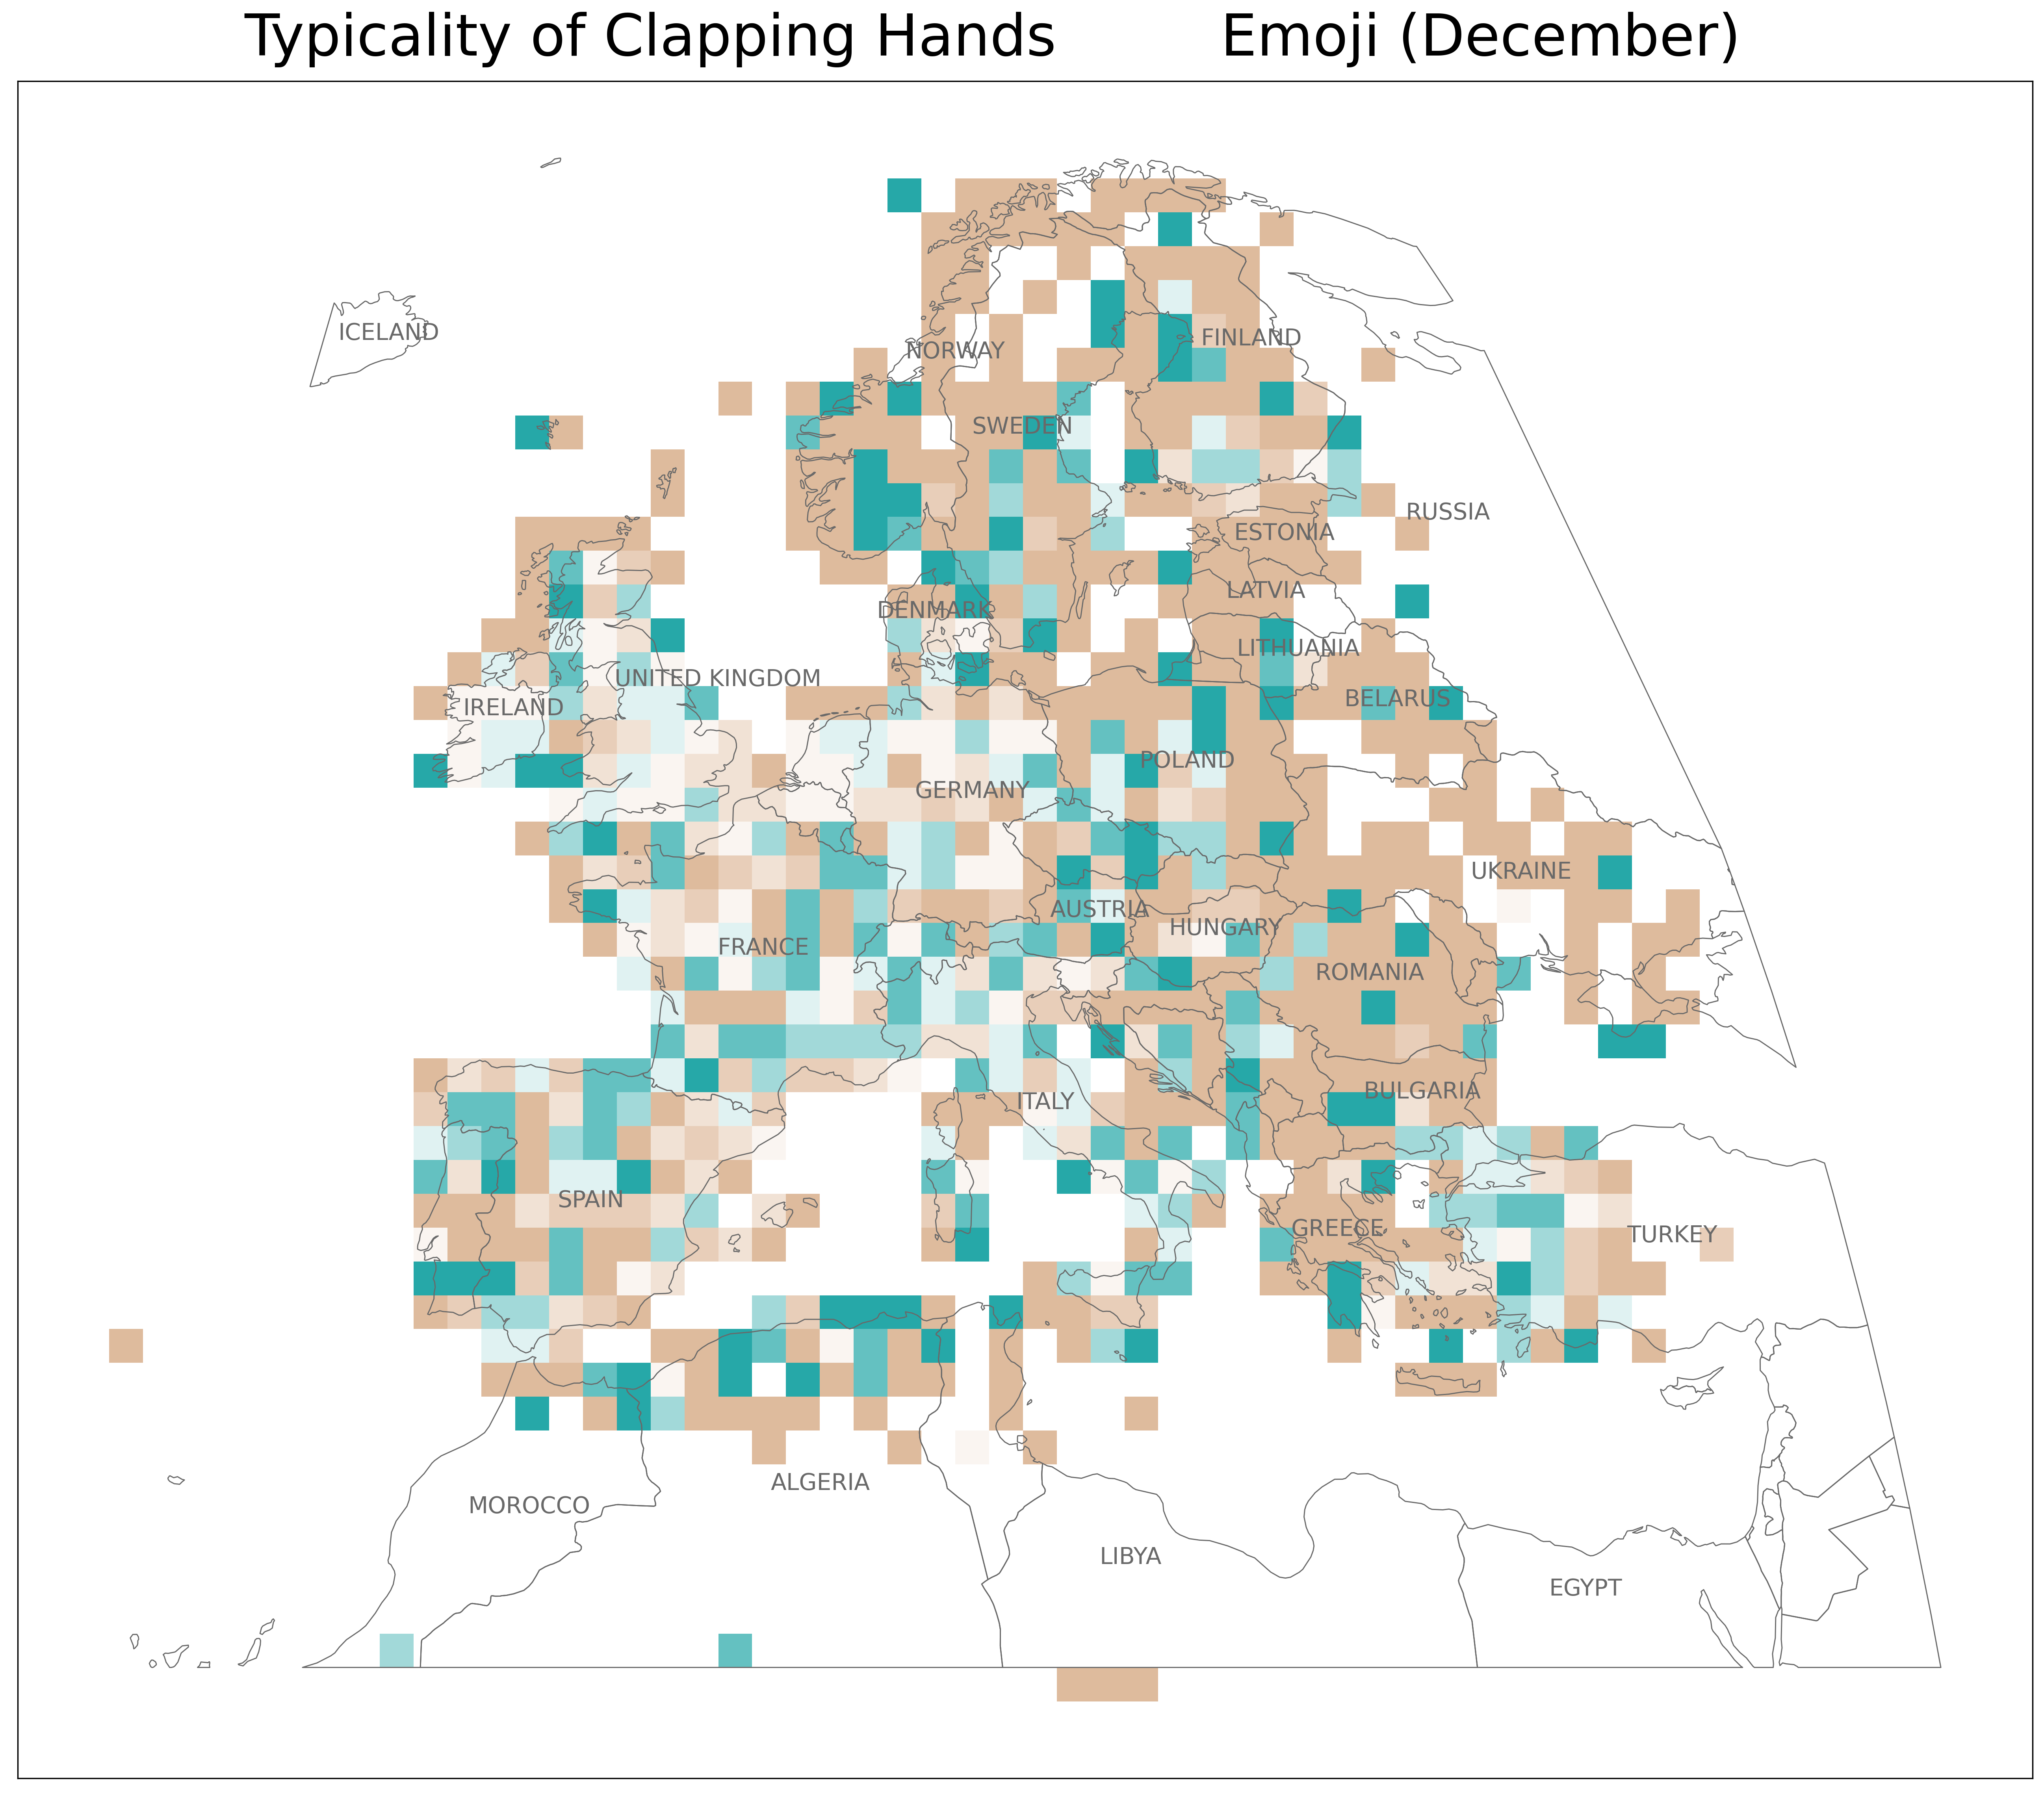 Typicality of Clapping Hands Emoji (December)
ICELAND
NORWAY
FINLAND
SWEDEN
RUSSIA
ESTONIA
LATVIA
DENMARK
LITHUANIA
UNITED KINGDOM
BELARUS
IRELAND
POLAND
GERMANY
UKRAINE
AUSTRIA
HUNGARY
FRANCE
ROMANIA
BULGARIA
ITALY
SPAIN
GREECE
TURKEY
ALGERIA
MOROCCO
LIBYA
EGYPT